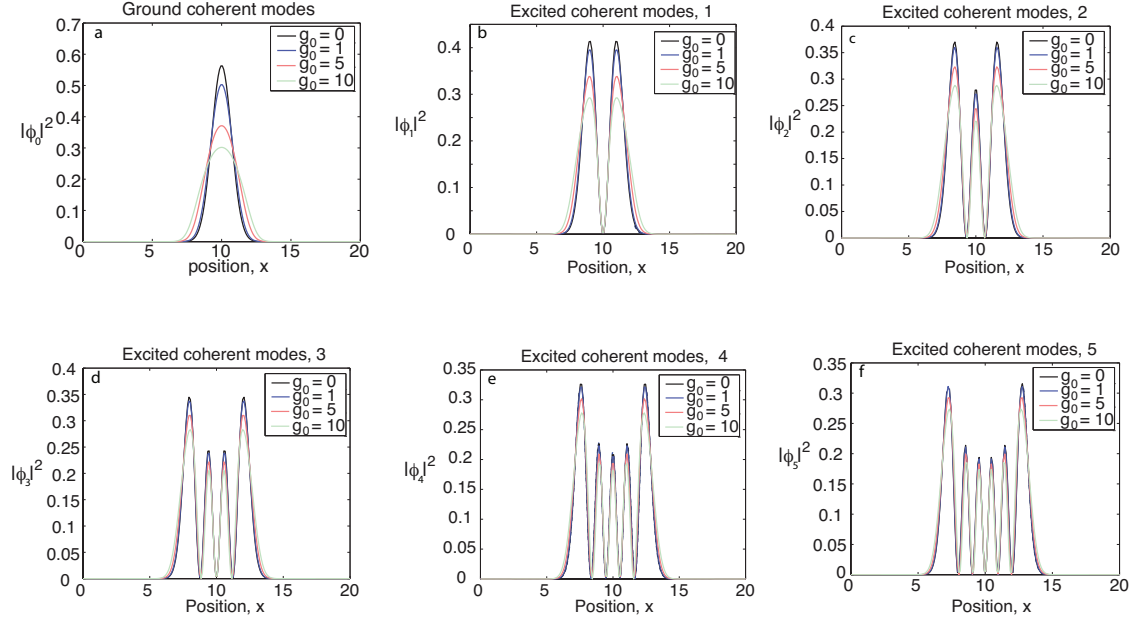 Ground coherent modes
a
g₀ = 0
g₀ = 1
g₀ = 5
g₀ = 10
|ϕ₀|²
0.7
0.6
0.5
0.4
0.3
0.2
0.1
0
0 5 10 15 20
position, x
Excited coherent modes, 1
b
g₀ = 0
g₀ = 1
g₀ = 5
g₀ = 10
|ϕ₁|²
0.4
0.3
0.2
0.1
0
0 5 10 15 20
Position, x
Excited coherent modes, 2
c
g₀ = 0
g₀ = 1
g₀ = 5
g₀ = 10
|ϕ₂|²
0.4
0.35
0.3
0.25
0.2
0.15
0.1
0.05
0
0 5 10 15 20
Position, x
Excited coherent modes, 3
d
g₀ = 0
g₀ = 1
g₀ = 5
g₀ = 10
|ϕ₃|²
0.4
0.35
0.3
0.25
0.2
0.15
0.1
0.05
0
0 5 10 15 20
Position, x
Excited coherent modes, 4
e
g₀ = 0
g₀ = 1
g₀ = 5
g₀ = 10
|ϕ₄|²
0.35
0.3
0.25
0.2
0.15
0.1
0.05
0
0 5 10 15 20
Position, x
Excited coherent modes, 5
f
g₀ = 0
g₀ = 1
g₀ = 5
g₀ = 10
|ϕ₅|²
0.35
0.3
0.25
0.2
0.15
0.1
0.05
0
0 5 10 15 20
Position, x